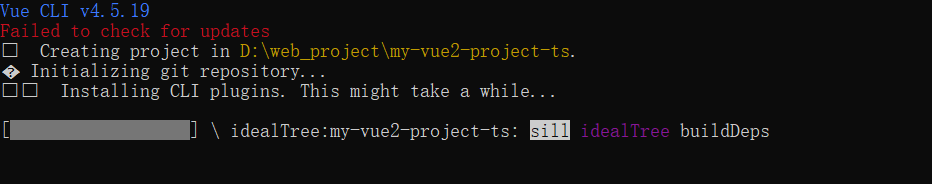 Vue CLI v4.5.19
Failed to check for updates
□ Creating project in D:\web_project\my-vue2-project-ts.
� Initializing git repository...
□□ Installing CLI plugins. This might take a while...
[                  ] \ idealTree:my-vue2-project-ts: sill idealTree buildDeps